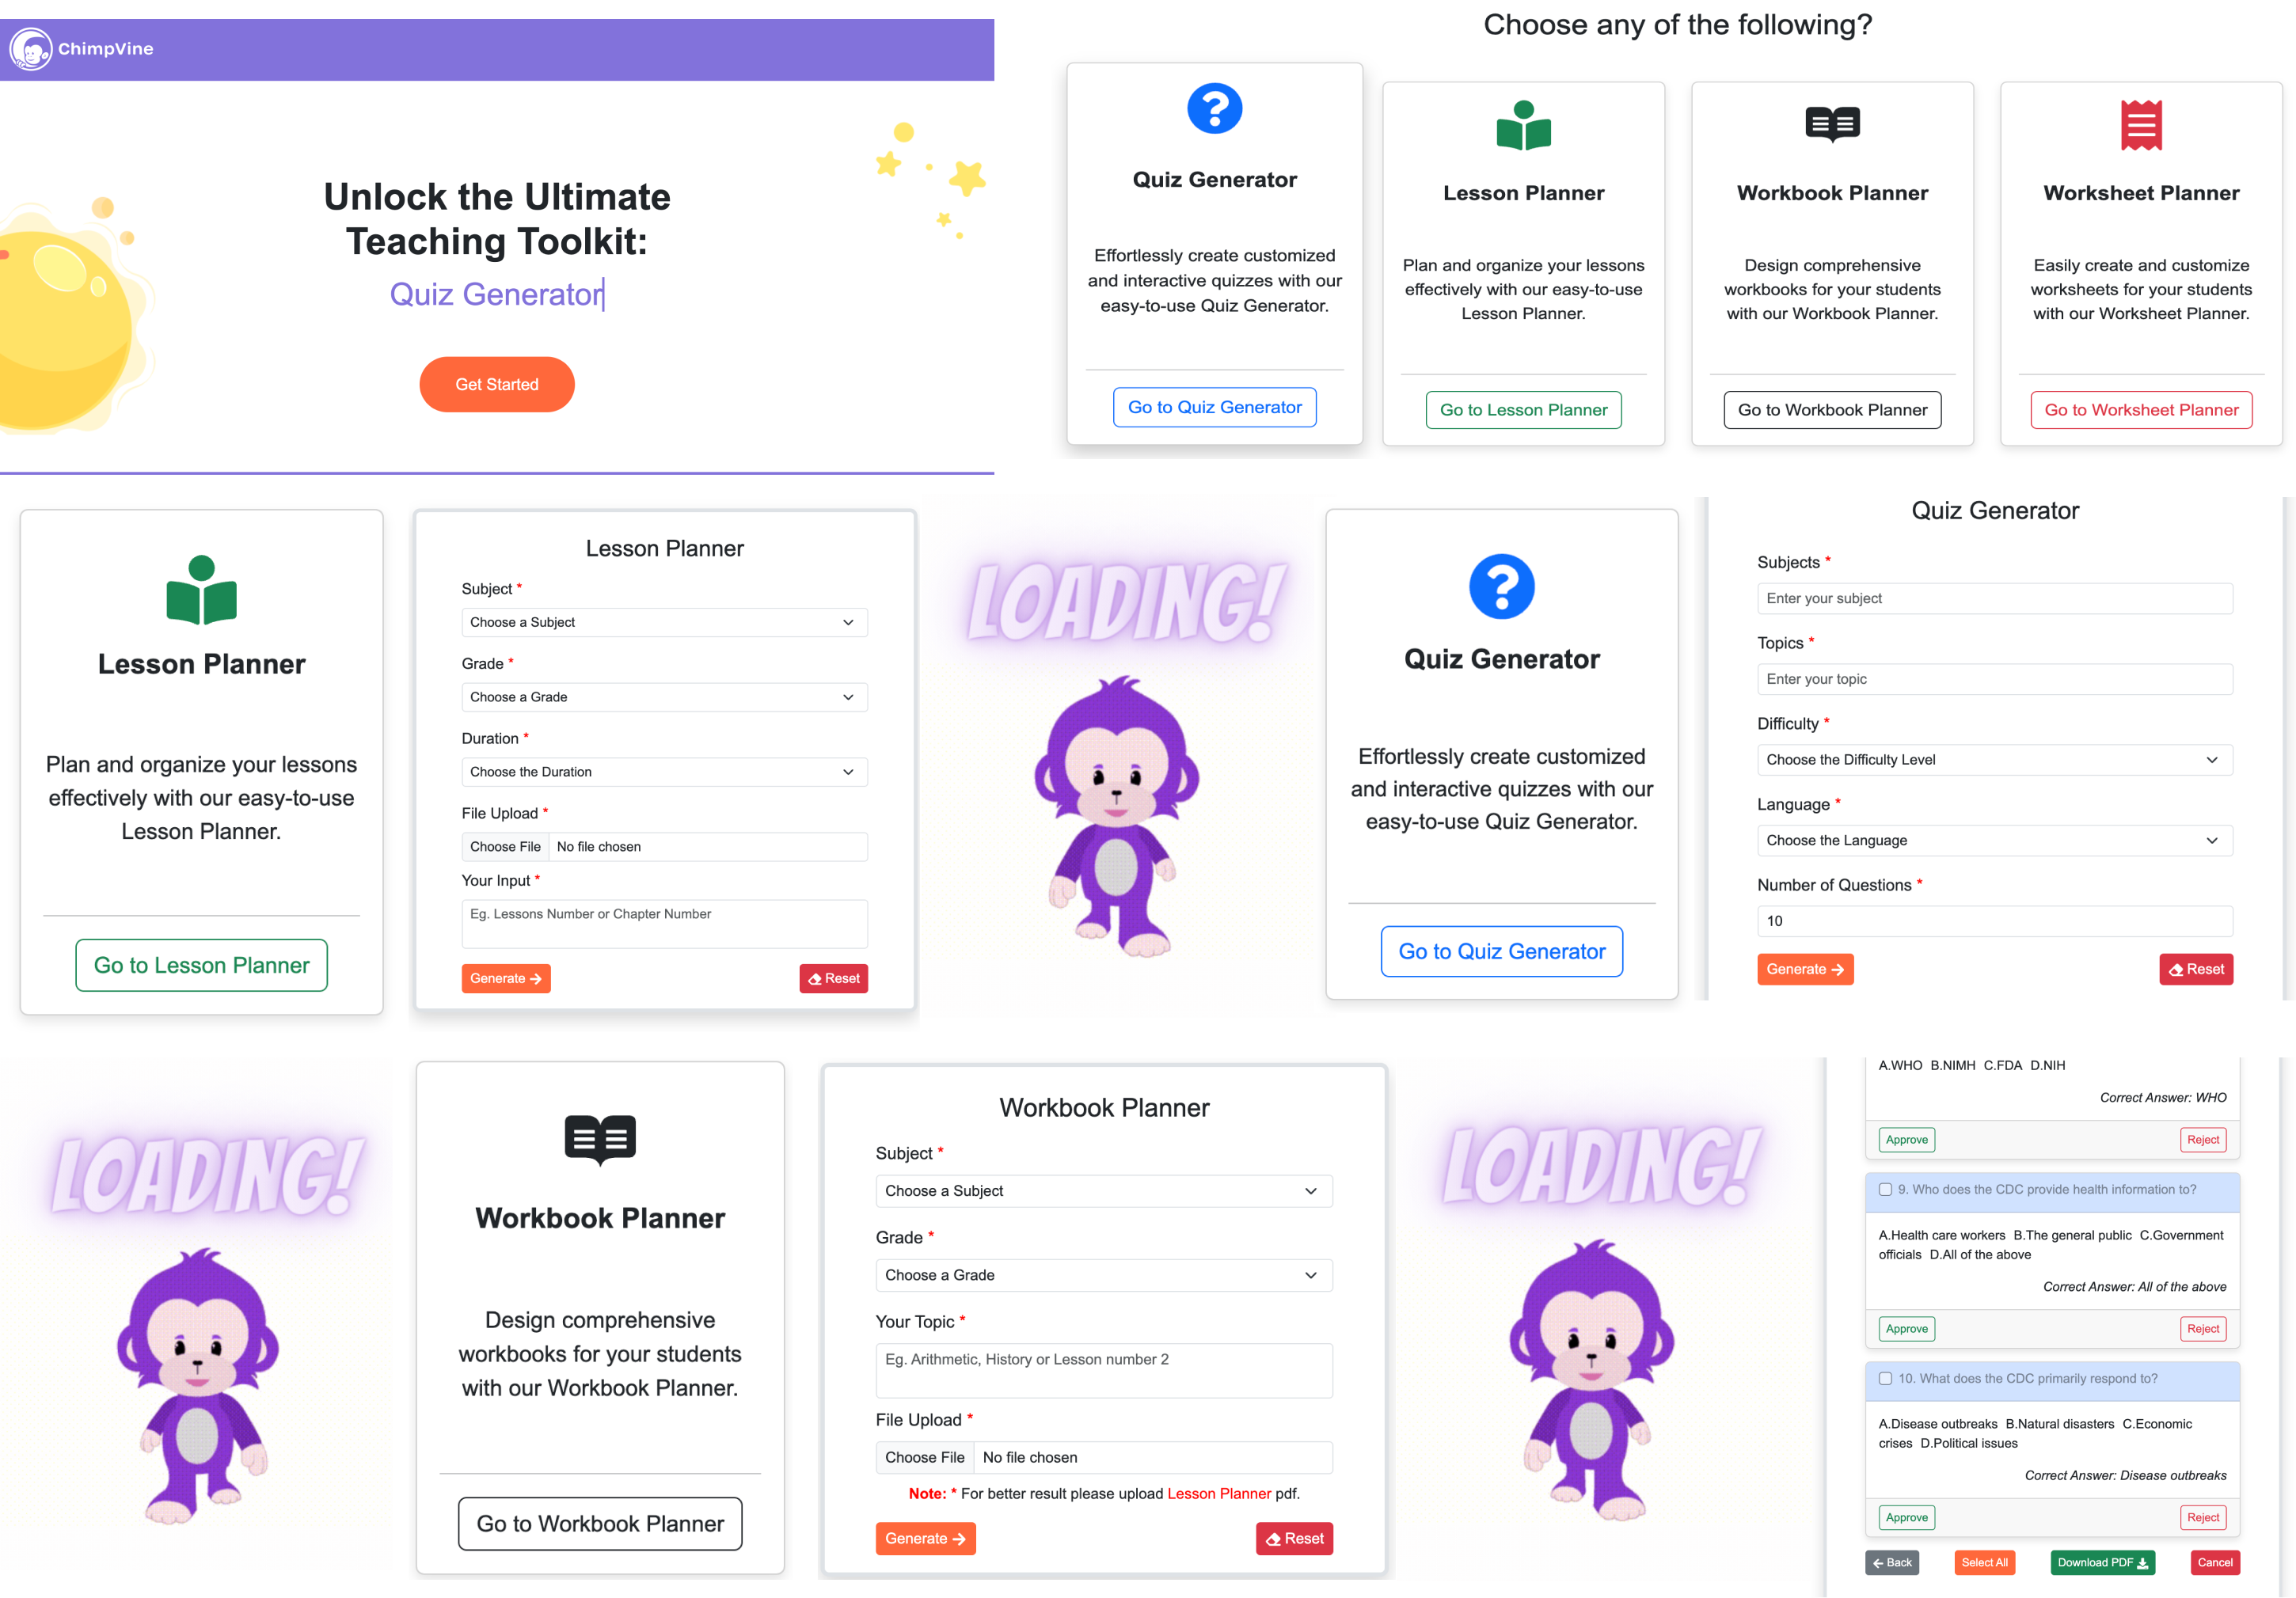 ChimpVine
Unlock the Ultimate
Teaching Toolkit:
Quiz Generator
Get Started
Choose any of the following?
Quiz Generator
Effortlessly create customized
and interactive quizzes with our
easy-to-use Quiz Generator.
Go to Quiz Generator
Lesson Planner
Plan and organize your lessons
effectively with our easy-to-use
Lesson Planner.
Go to Lesson Planner
Workbook Planner
Design comprehensive
workbooks for your students
with our Workbook Planner.
Go to Workbook Planner
Worksheet Planner
Easily create and customize
worksheets for your students
with our Worksheet Planner.
Go to Worksheet Planner
Lesson Planner
Plan and organize your lessons
effectively with our easy-to-use
Lesson Planner.
Go to Lesson Planner
Lesson Planner
Subject *
Choose a Subject
Grade *
Choose a Grade
Duration *
Choose the Duration
File Upload *
Choose File No file chosen
Your Input *
Eg. Lessons Number or Chapter Number
Generate → Reset
LOADING!
Quiz Generator
Effortlessly create customized
and interactive quizzes with our
easy-to-use Quiz Generator.
Go to Quiz Generator
Quiz Generator
Subjects *
Enter your subject
Topics *
Enter your topic
Difficulty *
Choose the Difficulty Level
Language *
Choose the Language
Number of Questions *
10
Generate → Reset
LOADING!
Workbook Planner
Design comprehensive
workbooks for your students
with our Workbook Planner.
Go to Workbook Planner
Workbook Planner
Subject *
Choose a Subject
Grade *
Choose a Grade
Your Topic *
Eg. Arithmetic, History or Lesson number 2
File Upload *
Choose File No file chosen
Note: * For better result please upload Lesson Planner pdf.
Generate → Reset
LOADING!
A.WHO B.NIMH C.FDA D.NIH
Correct Answer: WHO
Approve Reject
9. Who does the CDC provide health information to?
A.Health care workers B.The general public C.Government
officials D.All of the above
Correct Answer: All of the above
Approve Reject
10. What does the CDC primarily respond to?
A.Disease outbreaks B.Natural disasters C.Economic
crises D.Political issues
Correct Answer: Disease outbreaks
Approve Reject
← Back Select All Download PDF Cancel